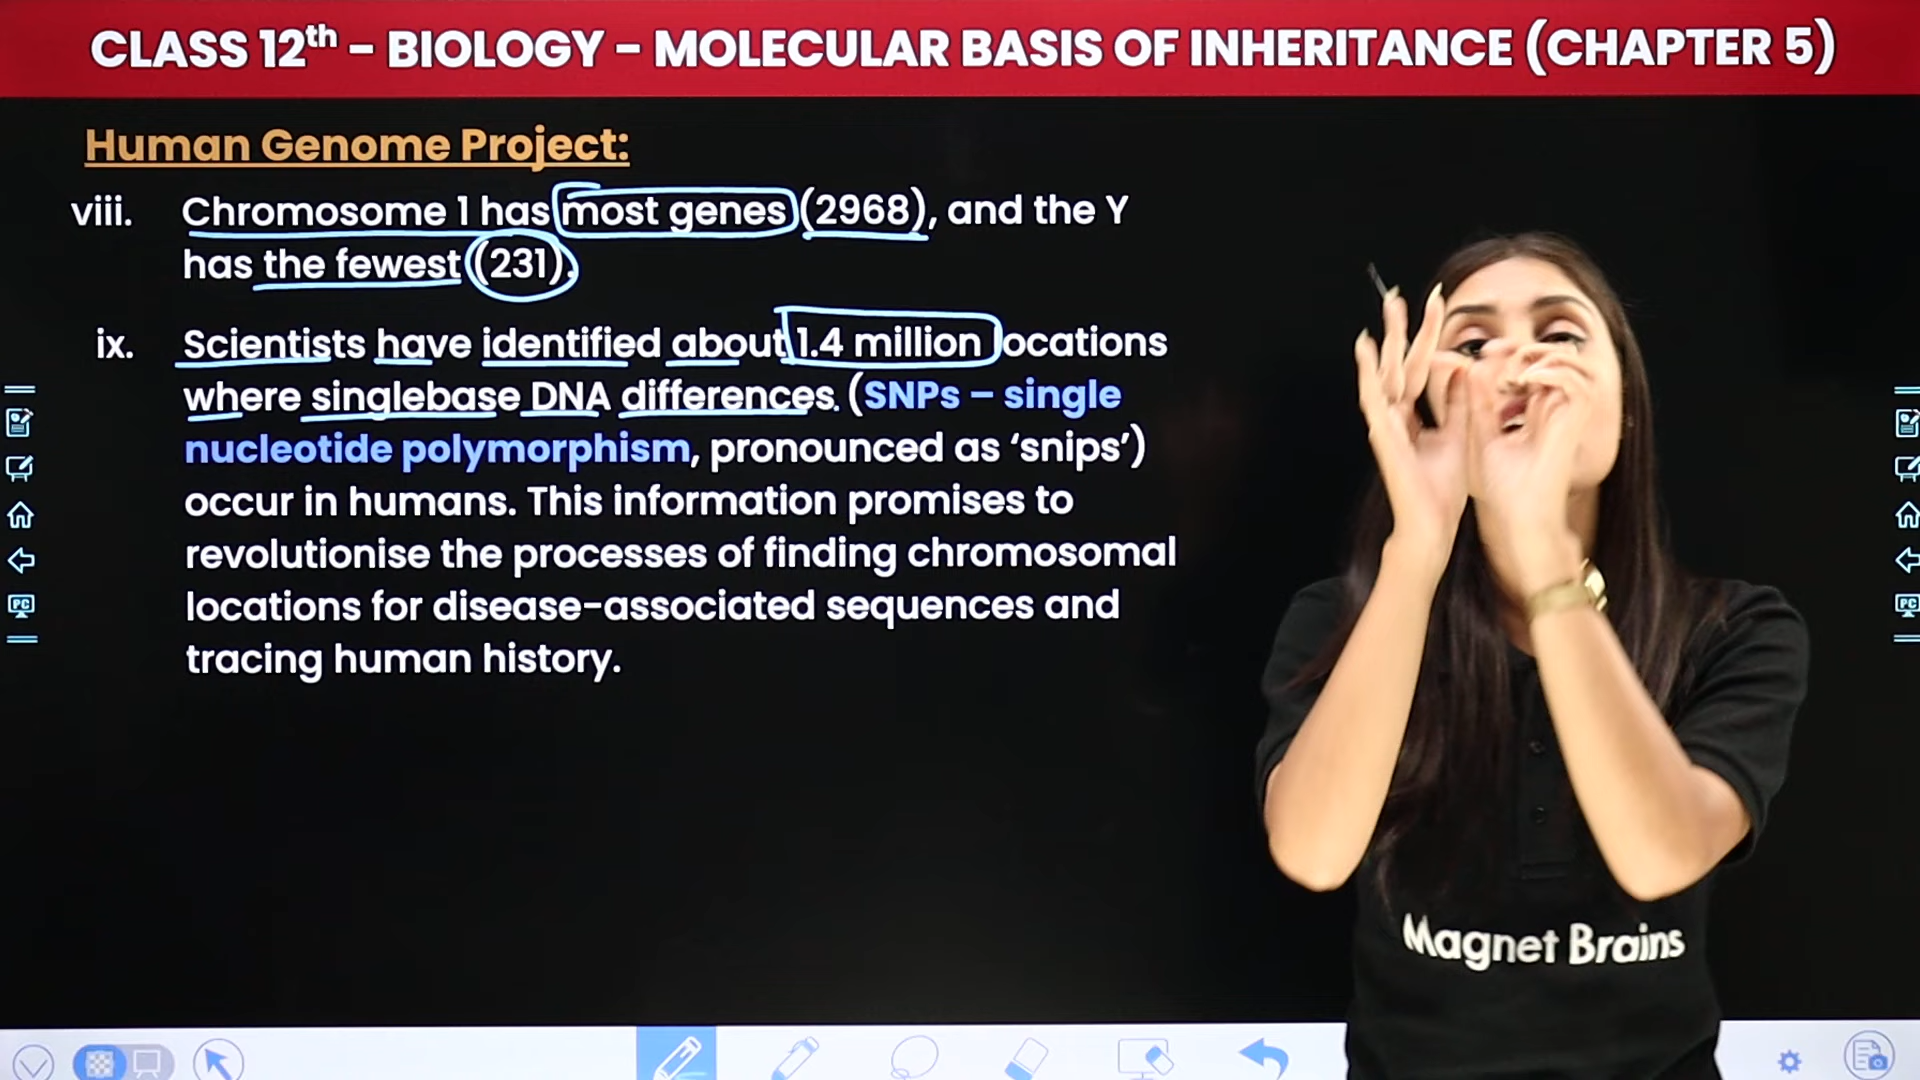 CLASS 12th – BIOLOGY – MOLECULAR BASIS OF INHERITANCE (CHAPTER 5)
Human Genome Project:
viii. Chromosome 1 has most genes (2968), and the Y
has the fewest (231).
ix. Scientists have identified about 1.4 million locations
where singlebase DNA differences. (SNPs – single
nucleotide polymorphism, pronounced as ‘snips’)
occur in humans. This information promises to
revolutionise the processes of finding chromosomal
locations for disease-associated sequences and
tracing human history.
PC
PC
Magnet Brains